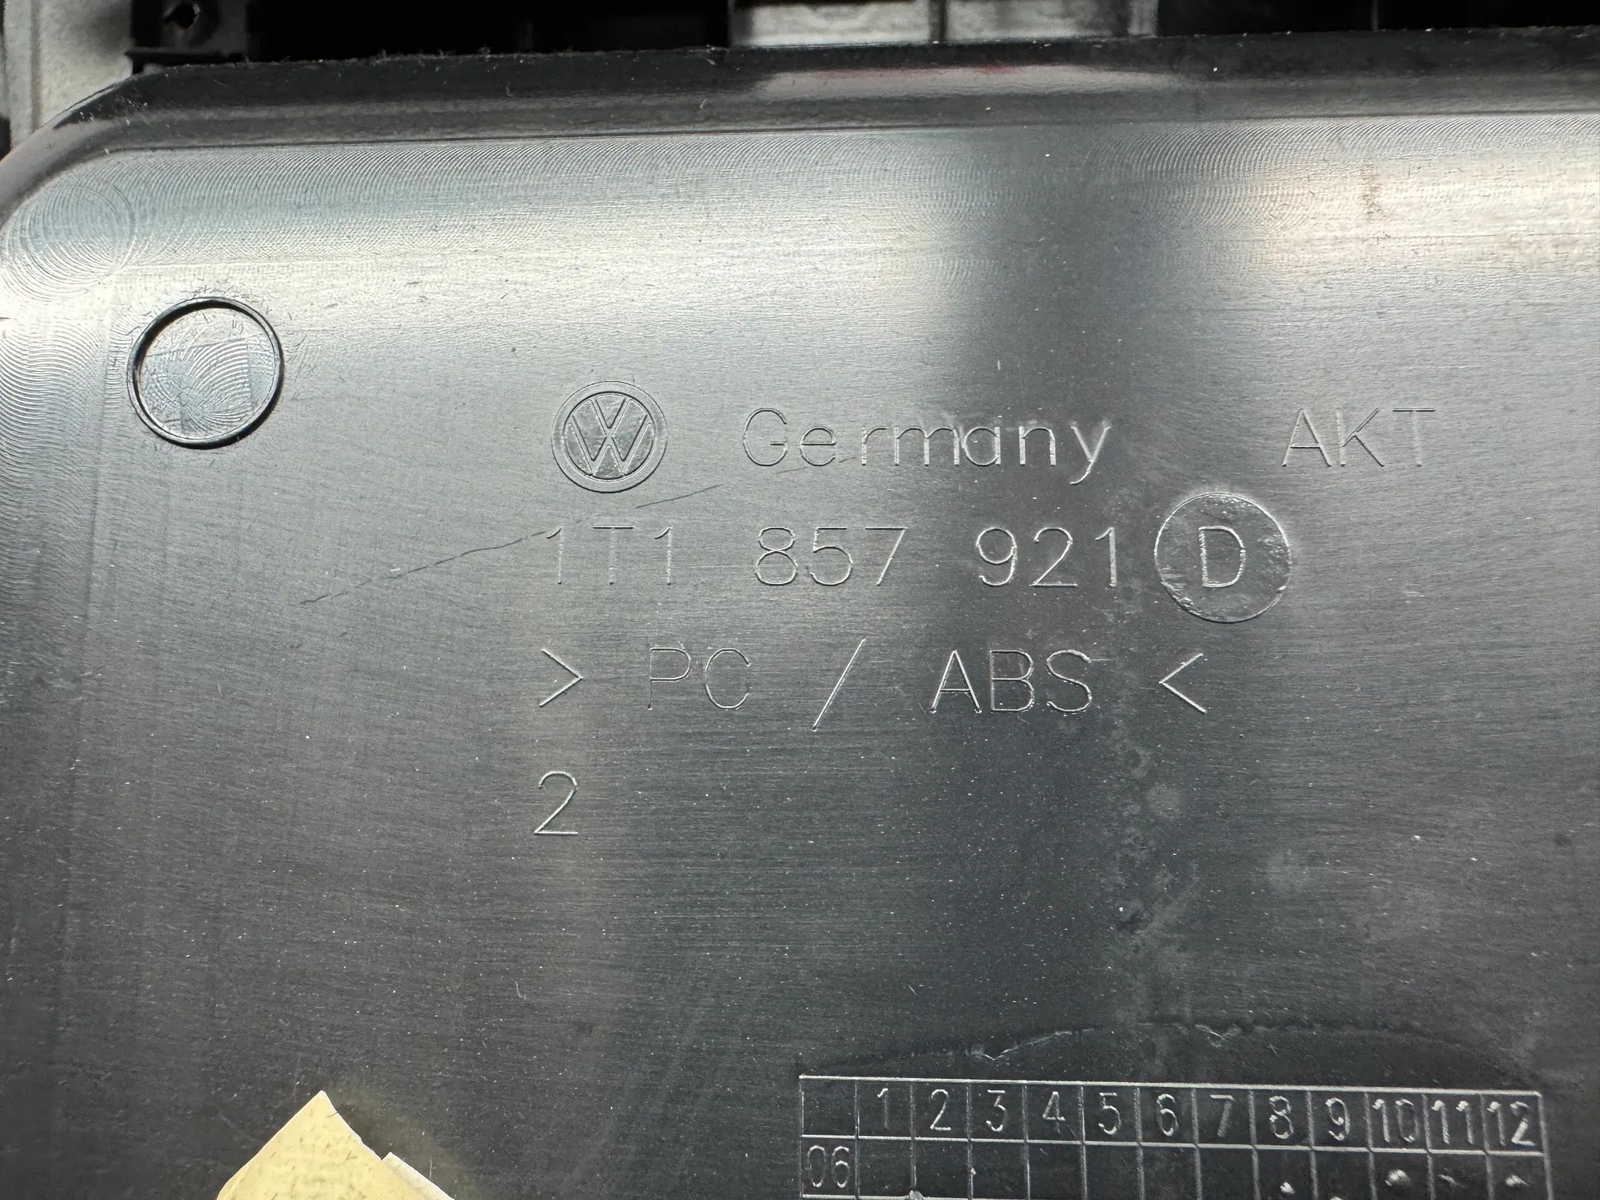 VW Germany AKT
1T1 857 921 D
> PC / ABS <
2
1 2 3 4 5 6 7 8 9 10 11 12
06